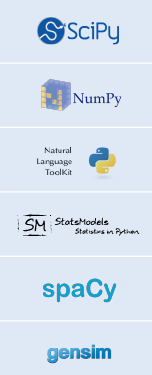 SciPy
NumPy
Natural
Language
ToolKit
SM StatsModels
Statistics in Python
spaCy
gensim